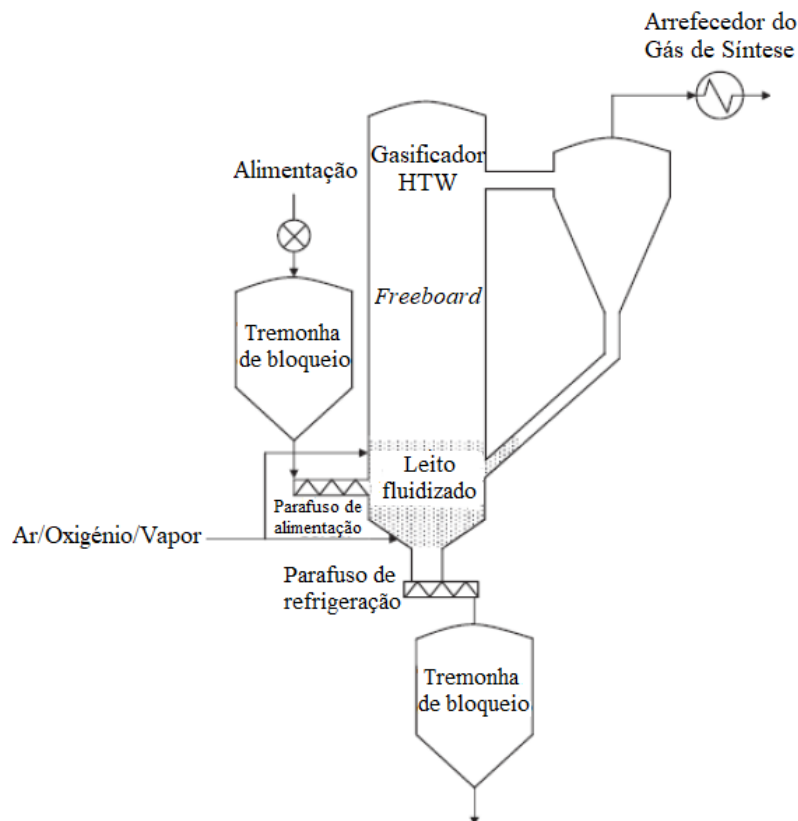 Arrefecedor do
Gás de Síntese
Gasificador
HTW
Alimentação
Freeboard
Tremonha
de bloqueio
Leito
fluidizado
Parafuso de
alimentação
Ar/Oxigénio/Vapor
Parafuso de
refrigeração
Tremonha
de bloqueio